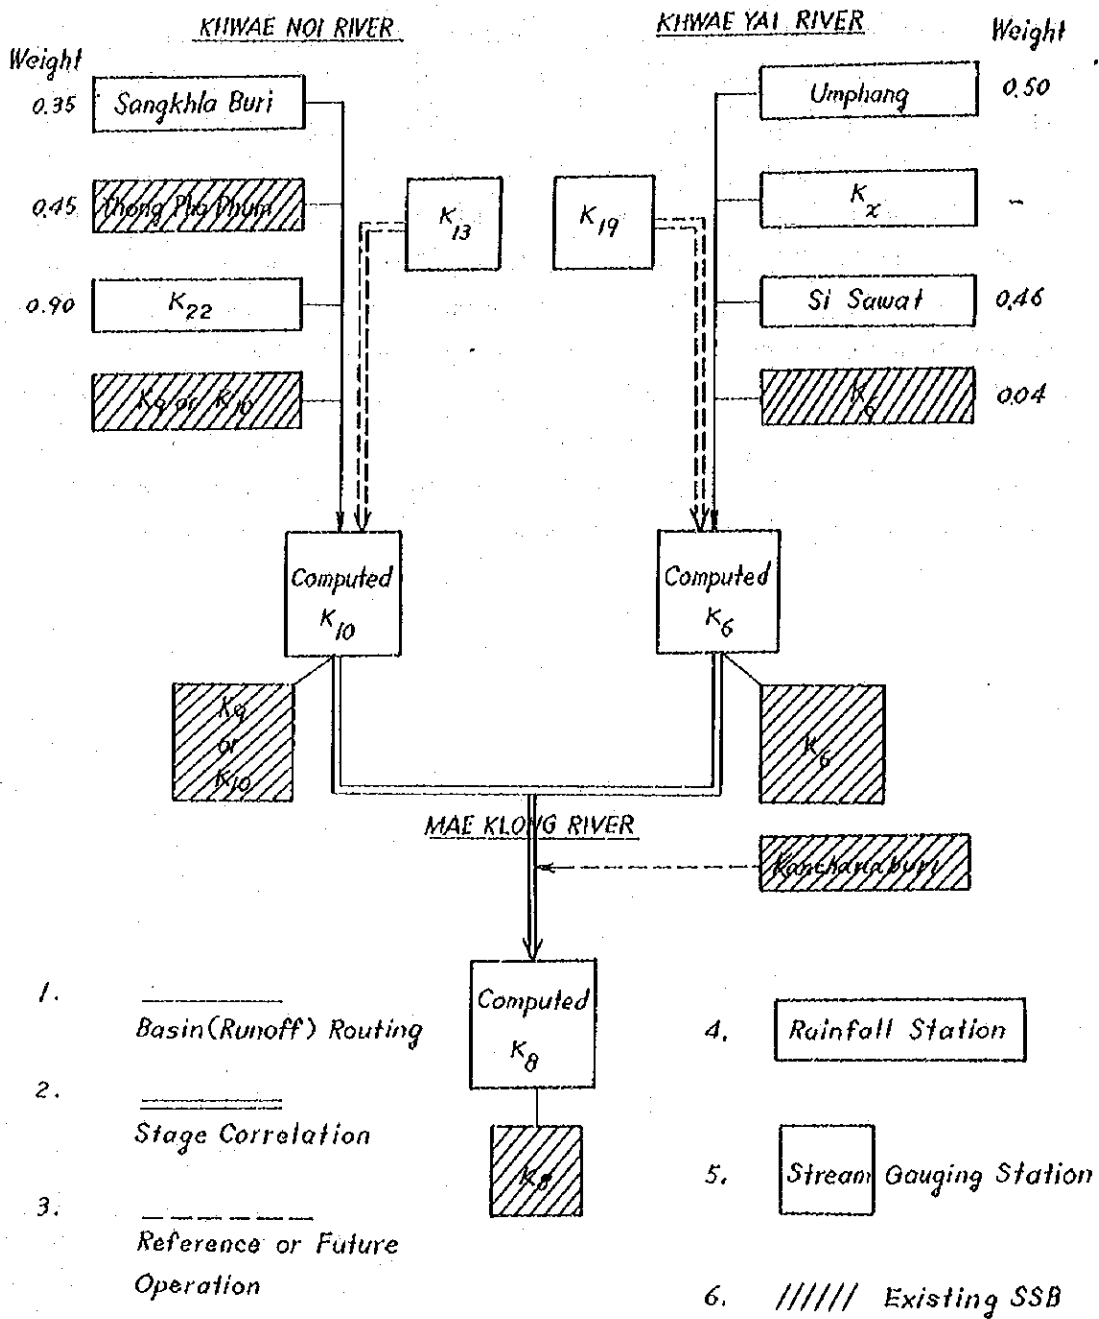 KHWAE NOI RIVER
KHWAE YAI RIVER
Weight
Weight
0.35
Sangkhla Buri
0.45
Thong Pha Phum
0.90
K22
K9 or K10
K13
K19
Umphang
0.50
Kx
-
Si Sawat
0.46
K6
0.04
Computed
K10
Computed
K6
K9
or
K10
K6
MAE KLONG RIVER
Kanchanaburi
Computed
K8
K8
1.
Basin(Runoff) Routing
2.
Stage Correlation
3.
Reference or Future
Operation
4. Rainfall Station
5. Stream Gauging Station
6. ////// Existing SSB